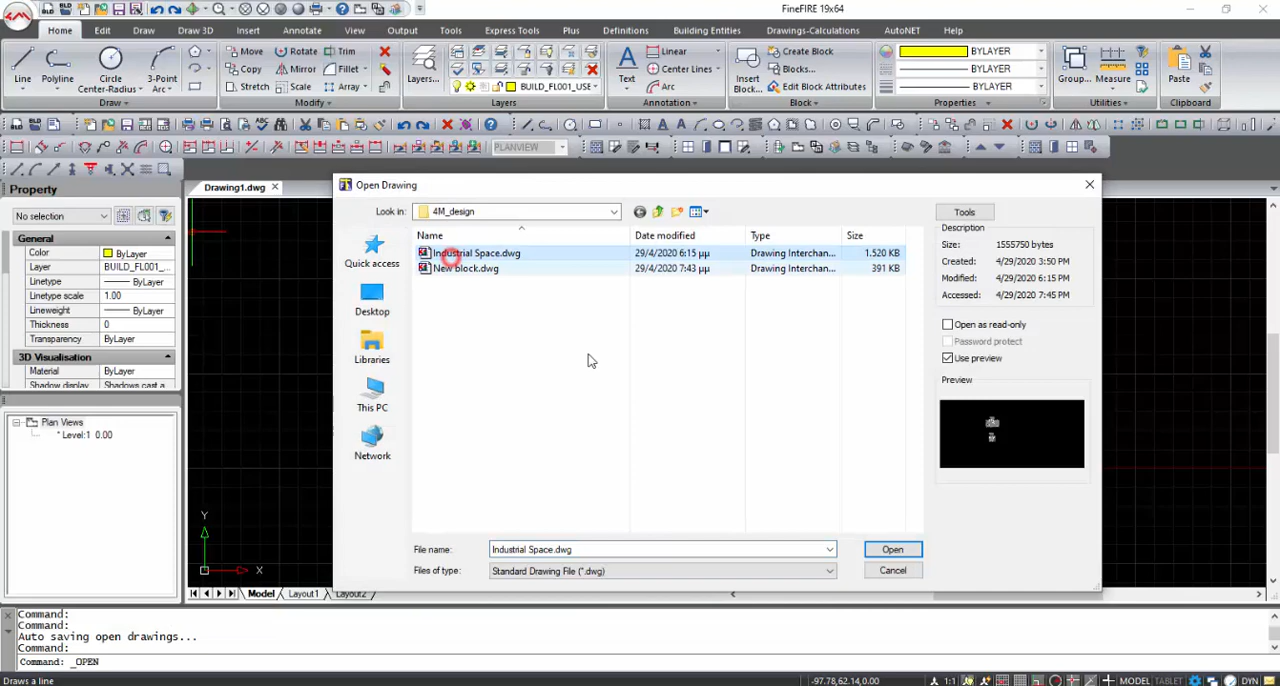 FineFIRE 19x64
Home Edit Draw Draw 3D Insert Annotate View Output Tools Express Tools Plus Definitions Building Entities Drawings-Calculations AutoNET Help
Line Polyline Circle Center-Radius 3-Point Arc
Move Rotate Trim
Copy Mirror Fillet
Stretch Scale Array
Layers...
BUILD_FL001_USE
Text
Linear
Center Lines
Arc
Insert Block...
Create Block
Blocks...
Edit Block Attributes
BYLAYER
BYLAYER
BYLAYER
Group... Measure Paste
Draw Modify Layers Annotation Block Properties Utilities Clipboard
PLANVIEW
Property
Drawing1.dwg
No selection
General
Color ByLayer
Layer BUILD_FL001_...
Linetype ByLayer
Linetype scale 1.00
Lineweight ByLayer
Thickness 0
Transparency ByLayer
3D Visualisation
Material ByLayer
Shadow display Shadows cast a
Plan Views
* Level:1 0.00
Open Drawing
Look in: 4M_design
Tools
Name Date modified Type Size
Industrial Space.dwg 29/4/2020 6:15 μμ Drawing Interchan... 1.520 KB
New block.dwg 29/4/2020 7:43 μμ Drawing Interchan... 391 KB
Quick access
Desktop
Libraries
This PC
Network
Description
Size: 1555750 bytes
Created: 4/29/2020 3:50 PM
Modified: 4/29/2020 6:15 PM
Accessed: 4/29/2020 7:45 PM
Open as read-only
Password protect
Use preview
Preview
File name: Industrial Space.dwg Open
Files of type: Standard Drawing File (*.dwg) Cancel
Y
X
Model Layout1 Layout2
Command:
Auto saving open drawings...
Command:
Command: _OPEN
Draws a line
-97.78,62.14,0.00 1:1 MODEL TABLET DYN